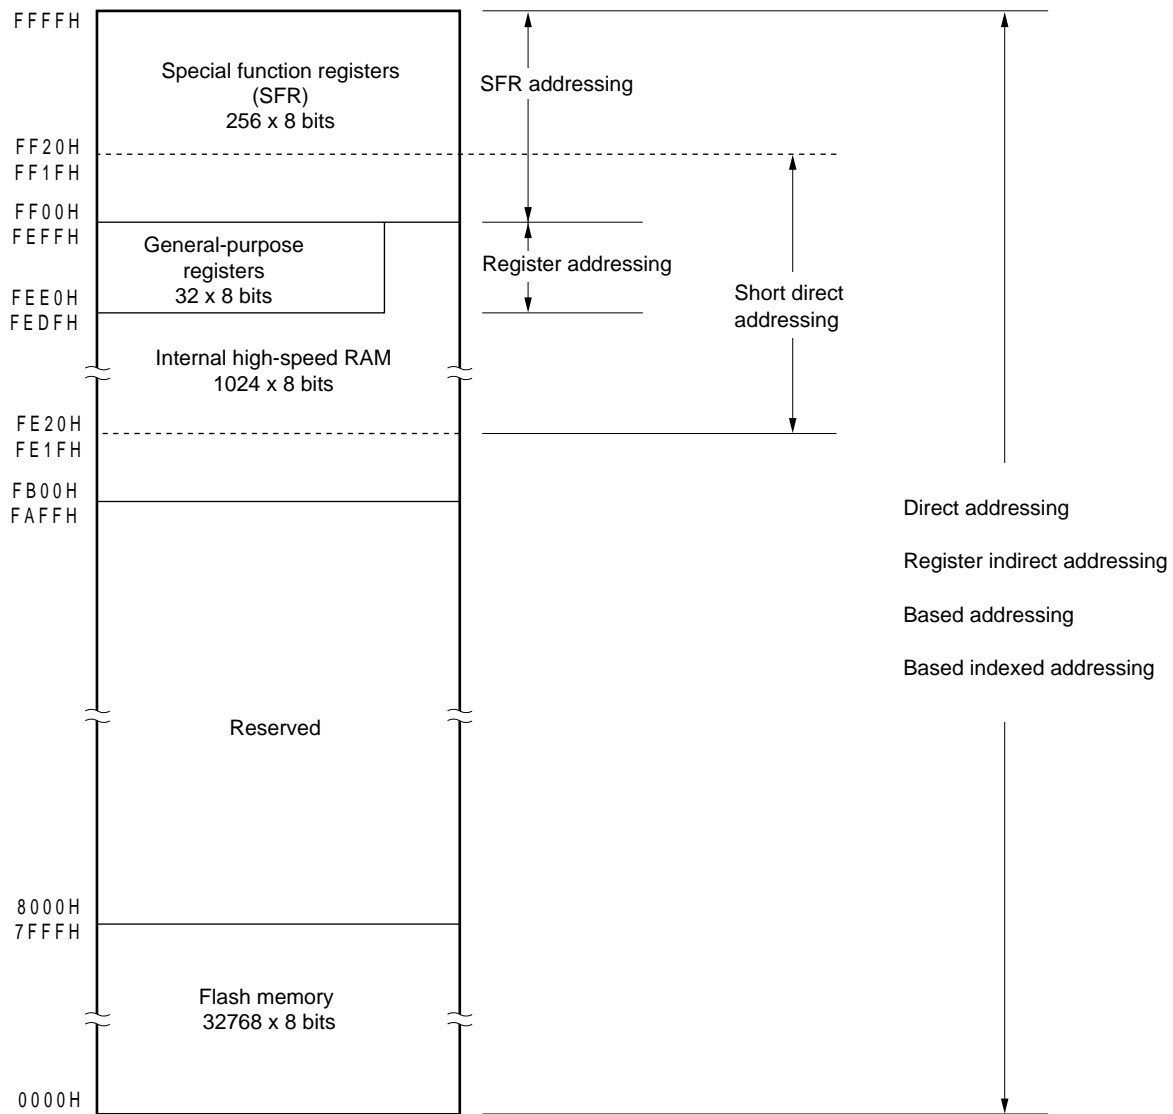 FFFFH
Special function registers
(SFR)
256 x 8 bits
SFR addressing
FF20H
FF1FH
FF00H
FEFFH
General-purpose
registers
32 x 8 bits
Register addressing
FEE0H
FEDFH
Short direct
addressing
Internal high-speed RAM
1024 x 8 bits
FE20H
FE1FH
FB00H
FAFFH
Direct addressing
Register indirect addressing
Based addressing
Based indexed addressing
Reserved
8000H
7FFFH
Flash memory
32768 x 8 bits
0000H